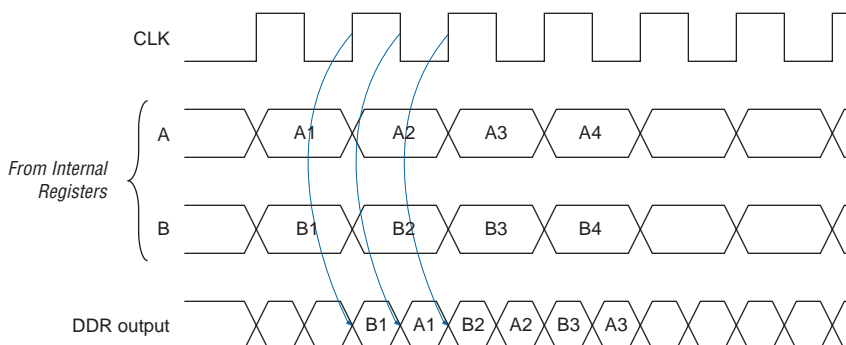 CLK
A
A1 A2 A3 A4
From Internal
Registers
B
B1 B2 B3 B4
DDR output
B1 A1 B2 A2 B3 A3